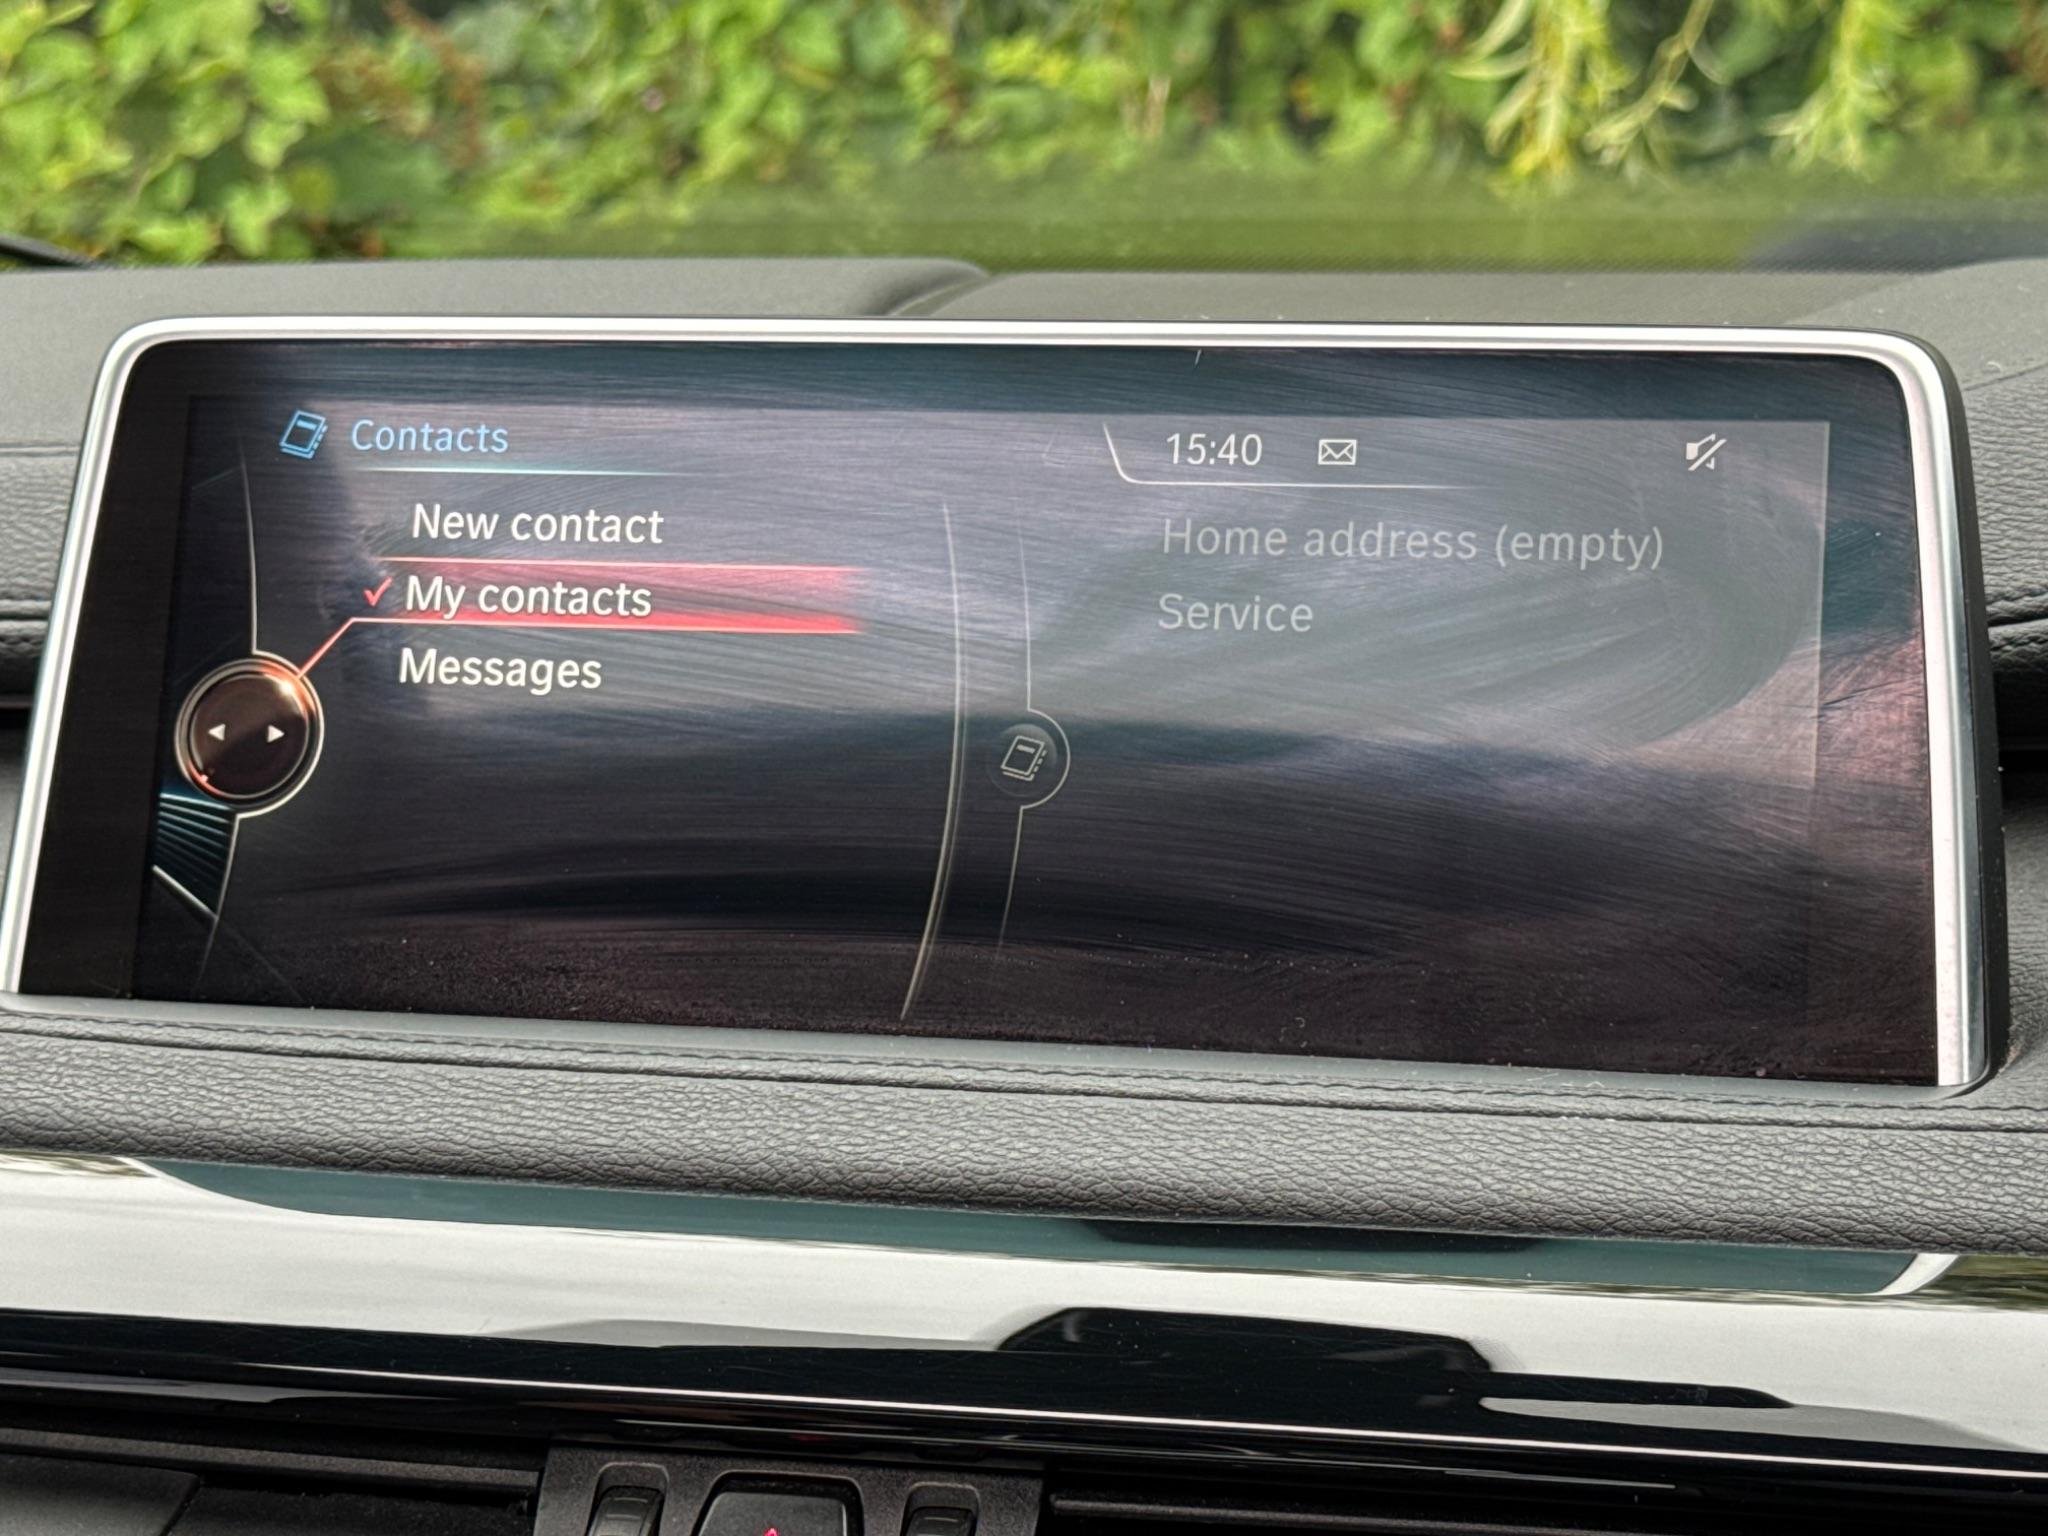 Contacts
15:40
New contact
My contacts
Messages
Home address (empty)
Service